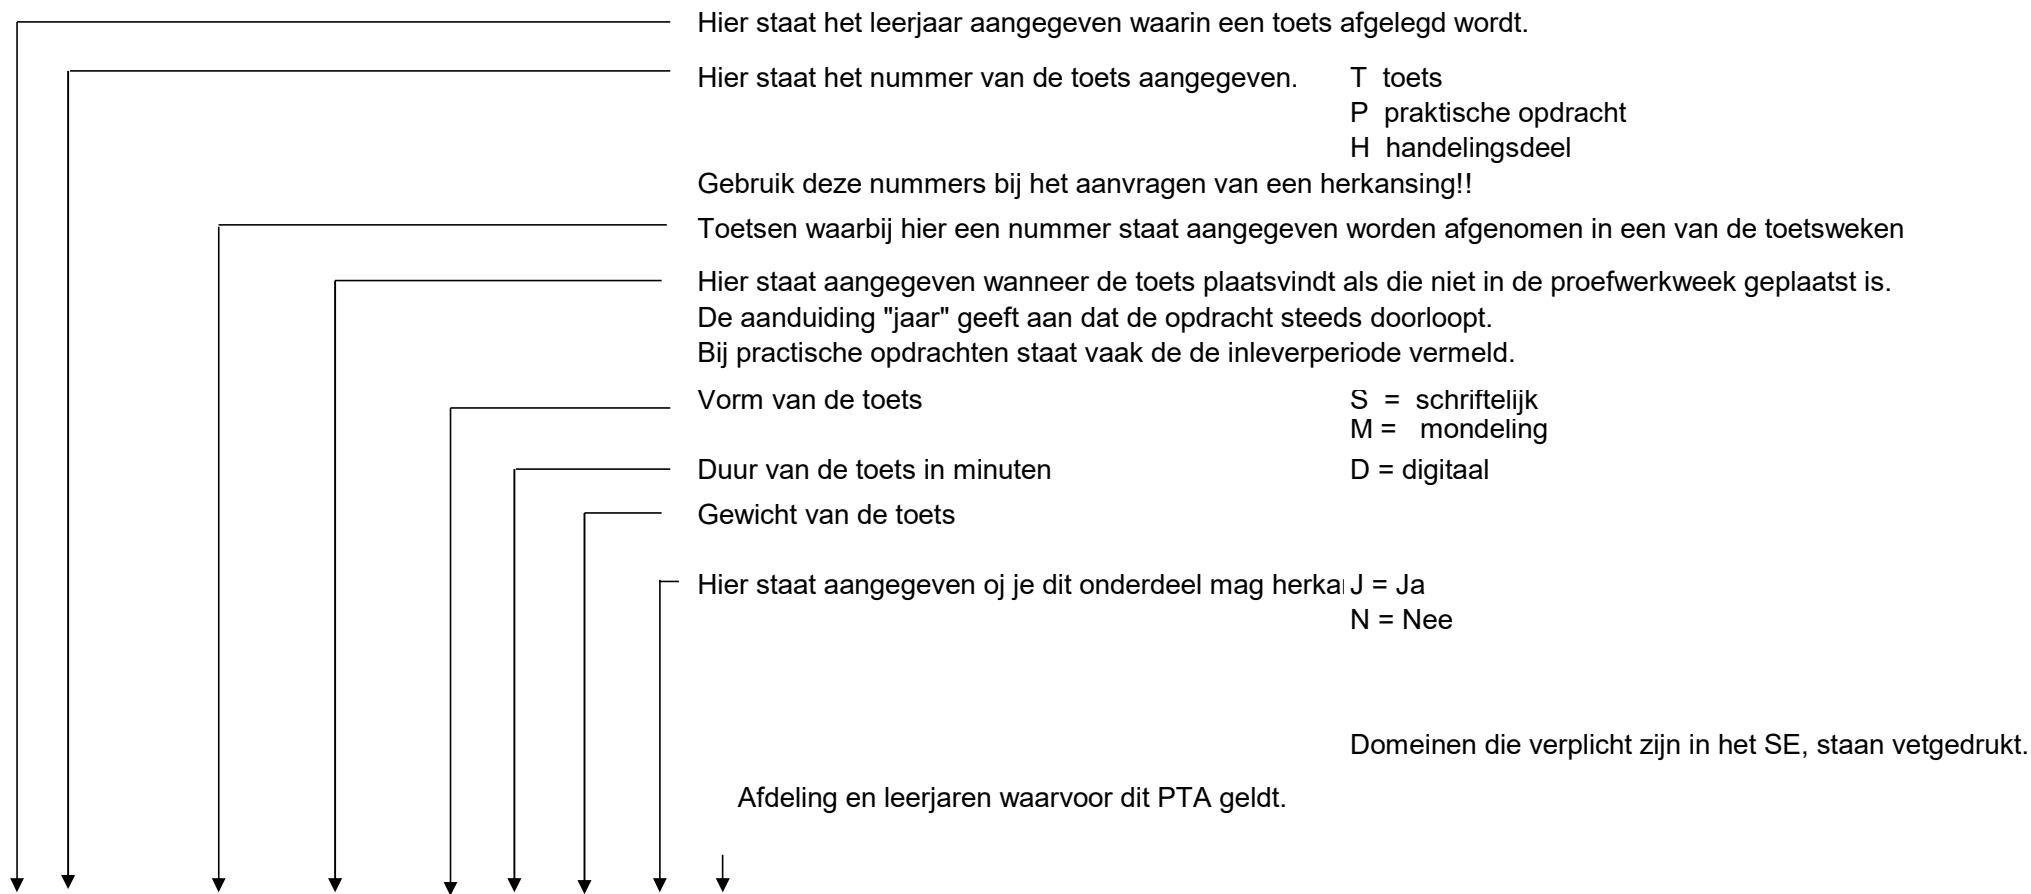 Hier staat het leerjaar aangegeven waarin een toets afgelegd wordt.
Hier staat het nummer van de toets aangegeven. T toets
P praktische opdracht
H handelingsdeel
Gebruik deze nummers bij het aanvragen van een herkansing!!
Toetsen waarbij hier een nummer staat aangegeven worden afgenomen in een van de toetsweken
Hier staat aangegeven wanneer de toets plaatsvindt als die niet in de proefwerkweek geplaatst is.
De aanduiding "jaar" geeft aan dat de opdracht steeds doorloopt.
Bij practische opdrachten staat vaak de de inleverperiode vermeld.
Vorm van de toets S = schriftelijk
M = mondeling
Duur van de toets in minuten D = digitaal
Gewicht van de toets
Hier staat aangegeven oj je dit onderdeel mag J = Ja
N = Nee
Domeinen die verplicht zijn in het SE, staan vetgedrukt.
Afdeling en leerjaren waarvoor dit PTA geldt.